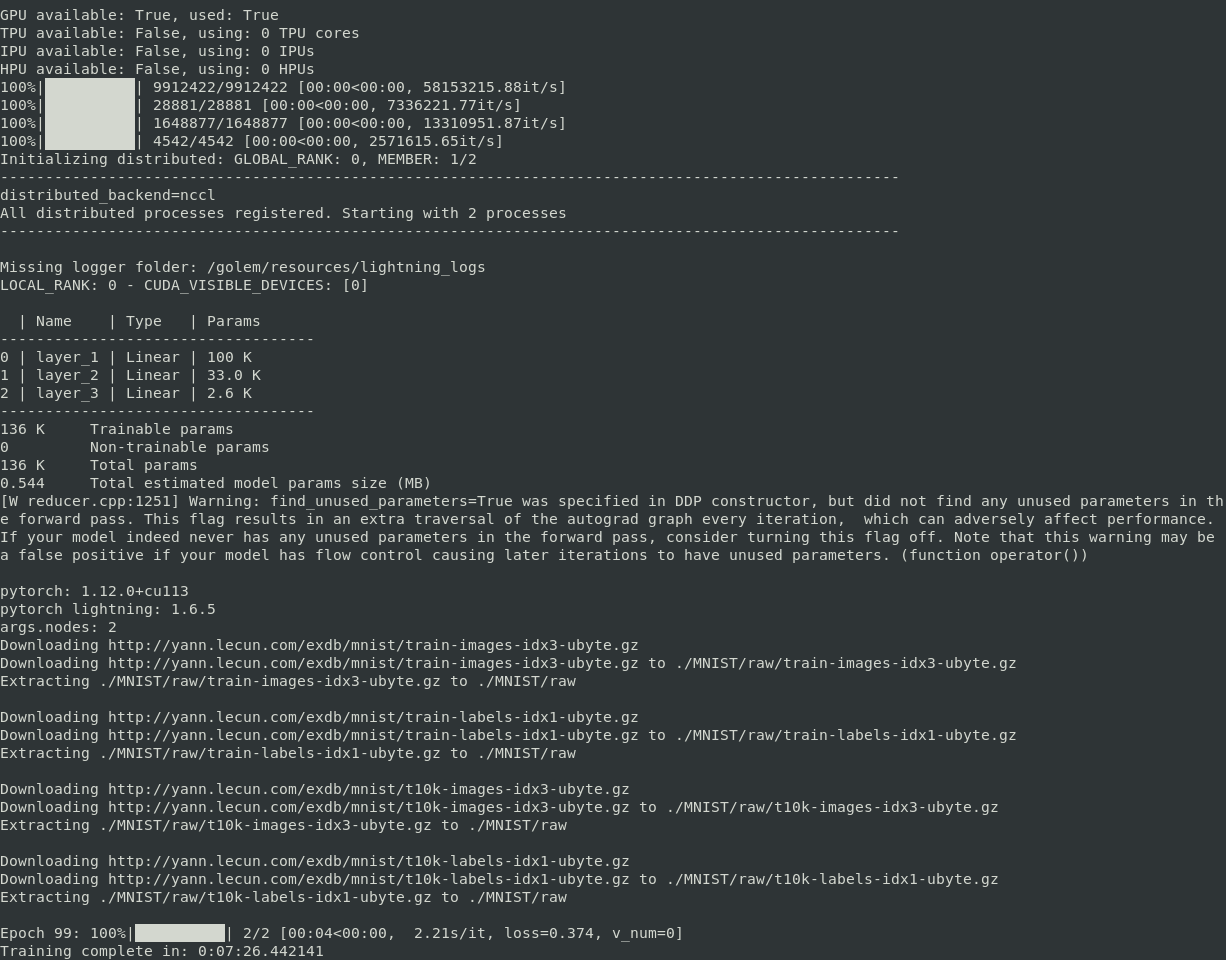 GPU available: True, used: True
TPU available: False, using: 0 TPU cores
IPU available: False, using: 0 IPUs
HPU available: False, using: 0 HPUs
100%|██████████| 9912422/9912422 [00:00<00:00, 58153215.88it/s]
100%|██████████| 28881/28881 [00:00<00:00, 7336221.77it/s]
100%|██████████| 1648877/1648877 [00:00<00:00, 13310951.87it/s]
100%|██████████| 4542/4542 [00:00<00:00, 2571615.65it/s]
Initializing distributed: GLOBAL_RANK: 0, MEMBER: 1/2
----------------------------------------------------------------------------------------------------
distributed_backend=nccl
All distributed processes registered. Starting with 2 processes
----------------------------------------------------------------------------------------------------

Missing logger folder: /golem/resources/lightning_logs
LOCAL_RANK: 0 - CUDA_VISIBLE_DEVICES: [0]

  | Name    | Type   | Params
-----------------------------------
0 | layer_1 | Linear | 100 K
1 | layer_2 | Linear | 33.0 K
2 | layer_3 | Linear | 2.6 K
-----------------------------------
136 K     Trainable params
0         Non-trainable params
136 K     Total params
0.544     Total estimated model params size (MB)
[W reducer.cpp:1251] Warning: find_unused_parameters=True was specified in DDP constructor, but did not find any unused parameters in th
e forward pass. This flag results in an extra traversal of the autograd graph every iteration,  which can adversely affect performance.
If your model indeed never has any unused parameters in the forward pass, consider turning this flag off. Note that this warning may be
a false positive if your model has flow control causing later iterations to have unused parameters. (function operator())

pytorch: 1.12.0+cu113
pytorch lightning: 1.6.5
args.nodes: 2
Downloading http://yann.lecun.com/exdb/mnist/train-images-idx3-ubyte.gz
Downloading http://yann.lecun.com/exdb/mnist/train-images-idx3-ubyte.gz to ./MNIST/raw/train-images-idx3-ubyte.gz
Extracting ./MNIST/raw/train-images-idx3-ubyte.gz to ./MNIST/raw

Downloading http://yann.lecun.com/exdb/mnist/train-labels-idx1-ubyte.gz
Downloading http://yann.lecun.com/exdb/mnist/train-labels-idx1-ubyte.gz to ./MNIST/raw/train-labels-idx1-ubyte.gz
Extracting ./MNIST/raw/train-labels-idx1-ubyte.gz to ./MNIST/raw

Downloading http://yann.lecun.com/exdb/mnist/t10k-images-idx3-ubyte.gz
Downloading http://yann.lecun.com/exdb/mnist/t10k-images-idx3-ubyte.gz to ./MNIST/raw/t10k-images-idx3-ubyte.gz
Extracting ./MNIST/raw/t10k-images-idx3-ubyte.gz to ./MNIST/raw

Downloading http://yann.lecun.com/exdb/mnist/t10k-labels-idx1-ubyte.gz
Downloading http://yann.lecun.com/exdb/mnist/t10k-labels-idx1-ubyte.gz to ./MNIST/raw/t10k-labels-idx1-ubyte.gz
Extracting ./MNIST/raw/t10k-labels-idx1-ubyte.gz to ./MNIST/raw

Epoch 99: 100%|██████████| 2/2 [00:04<00:00,  2.21s/it, loss=0.374, v_num=0]
Training complete in: 0:07:26.442141